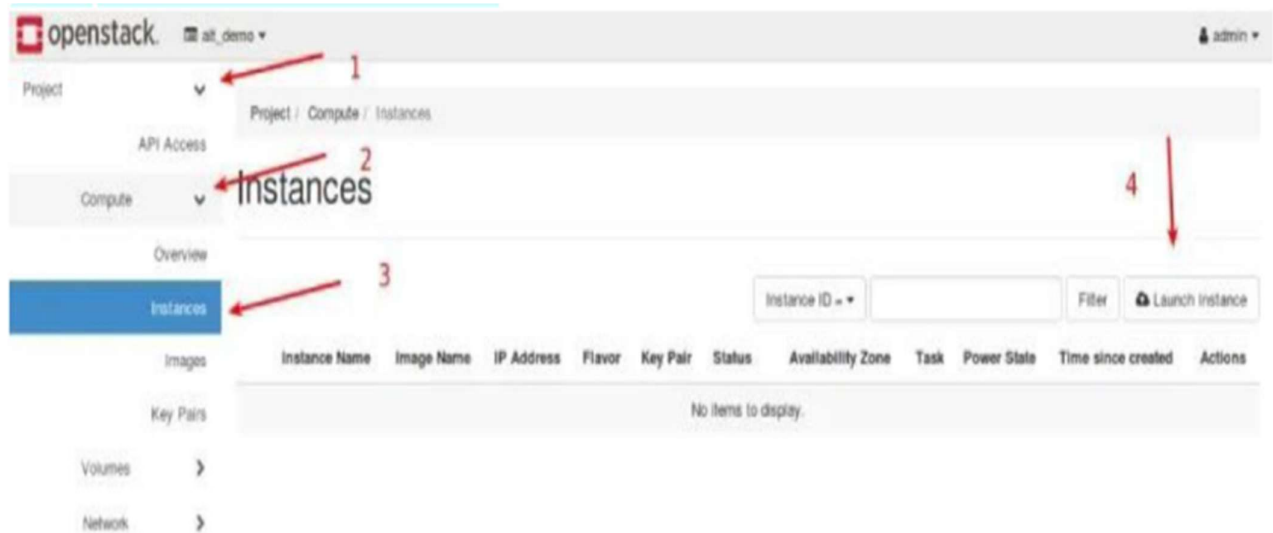 openstack. alt_demo admin
1
Project
Project / Compute / Instances
API Access
2
Instances
4
Compute
Overview
3
Instances
Instance ID = Filter Launch Instance
Images
Instance Name Image Name IP Address Flavor Key Pair Status Availability Zone Task Power State Time since created Actions
Key Pairs
No items to display.
Volumes
Network